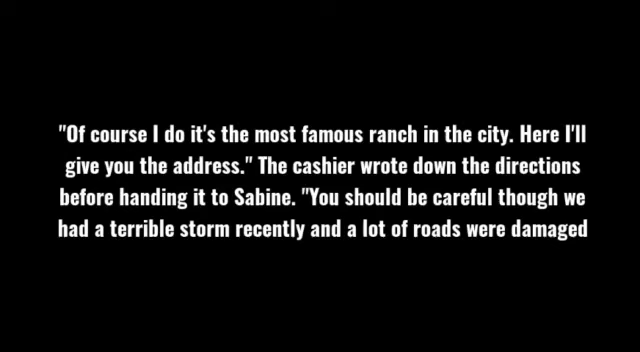 "Of course I do it's the most famous ranch in the city. Here I'll
give you the address." The cashier wrote down the directions
before handing it to Sabine. "You should be careful though we
had a terrible storm recently and a lot of roads were damaged